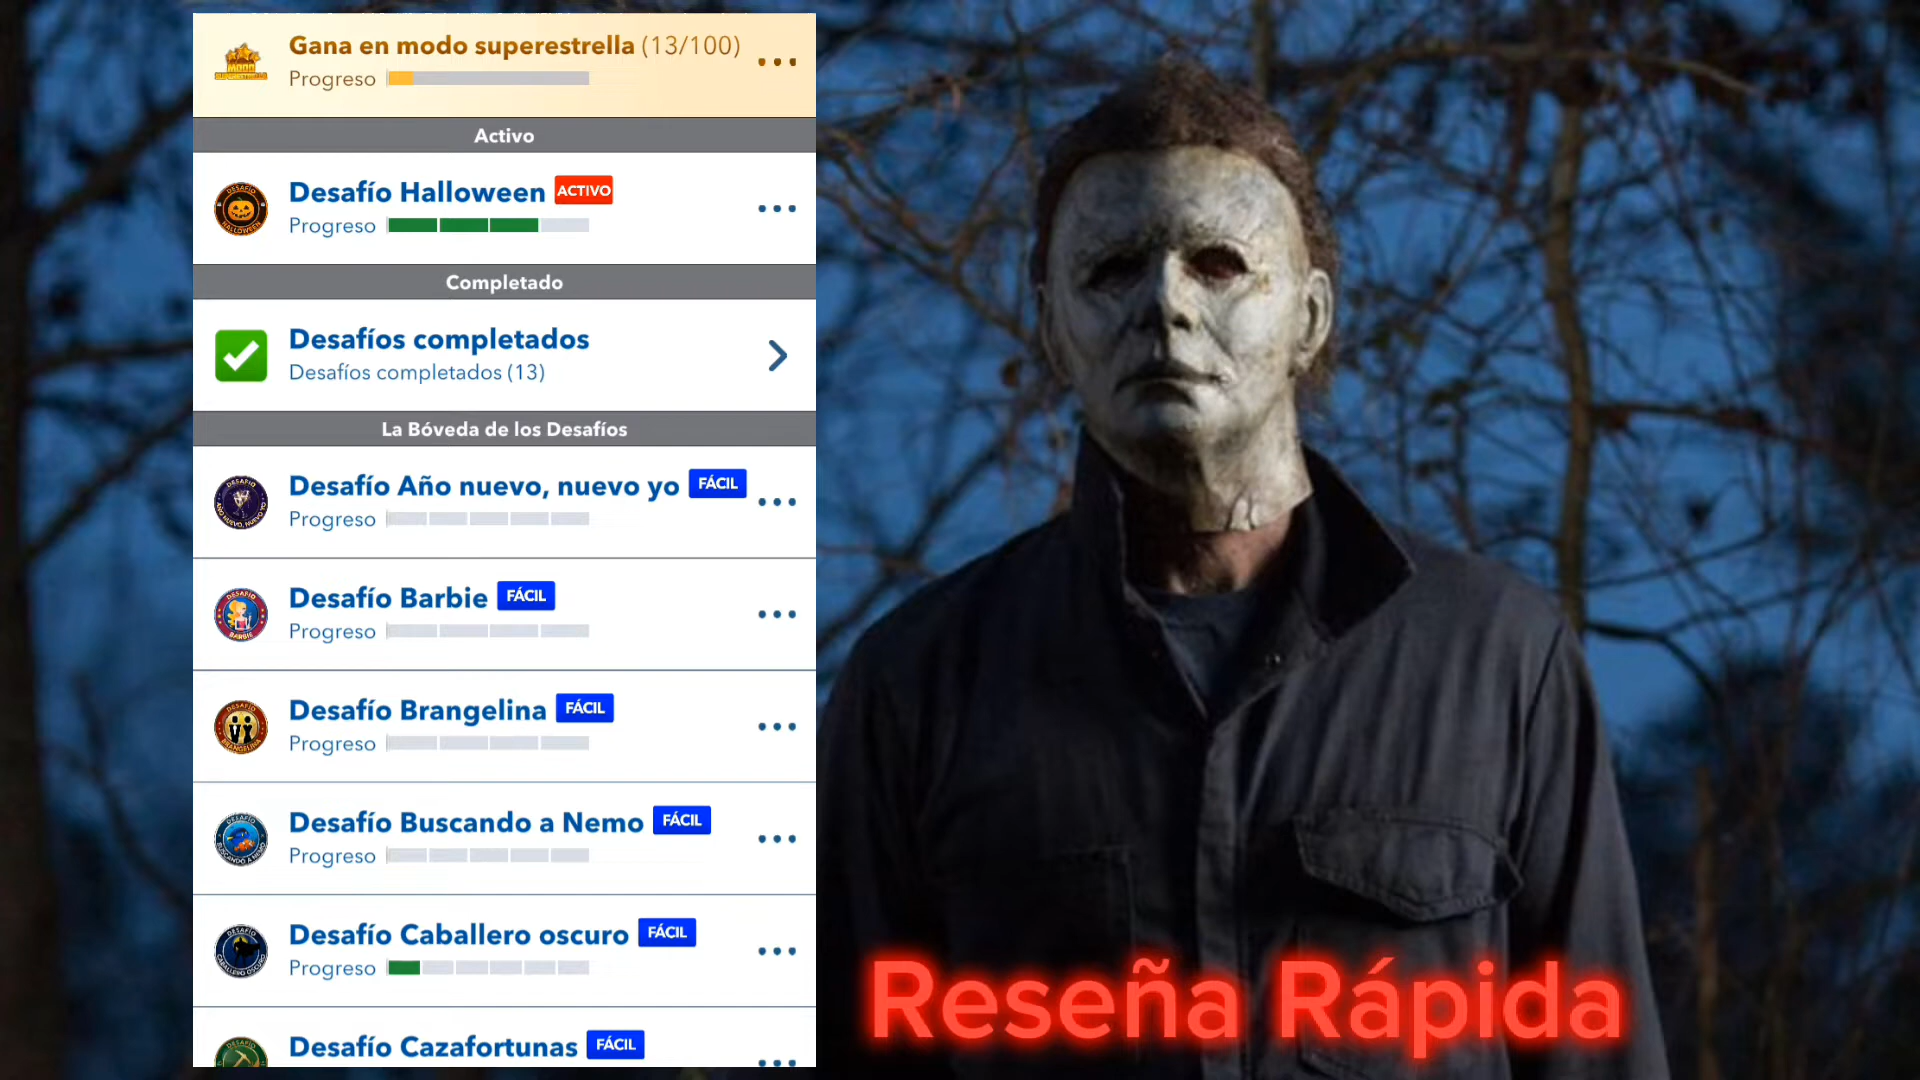 Gana en modo superestrella (13/100)
Progreso
Activo
Desafío Halloween ACTIVO
Progreso
Completado
Desafíos completados
Desafíos completados (13)
La Bóveda de los Desafíos
Desafío Año nuevo, nuevo yo FÁCIL
Progreso
Desafío Barbie FÁCIL
Progreso
Desafío Brangelina FÁCIL
Progreso
Desafío Buscando a Nemo FÁCIL
Progreso
Desafío Caballero oscuro FÁCIL
Progreso
Desafío Cazafortunas FÁCIL
Reseña Rápida